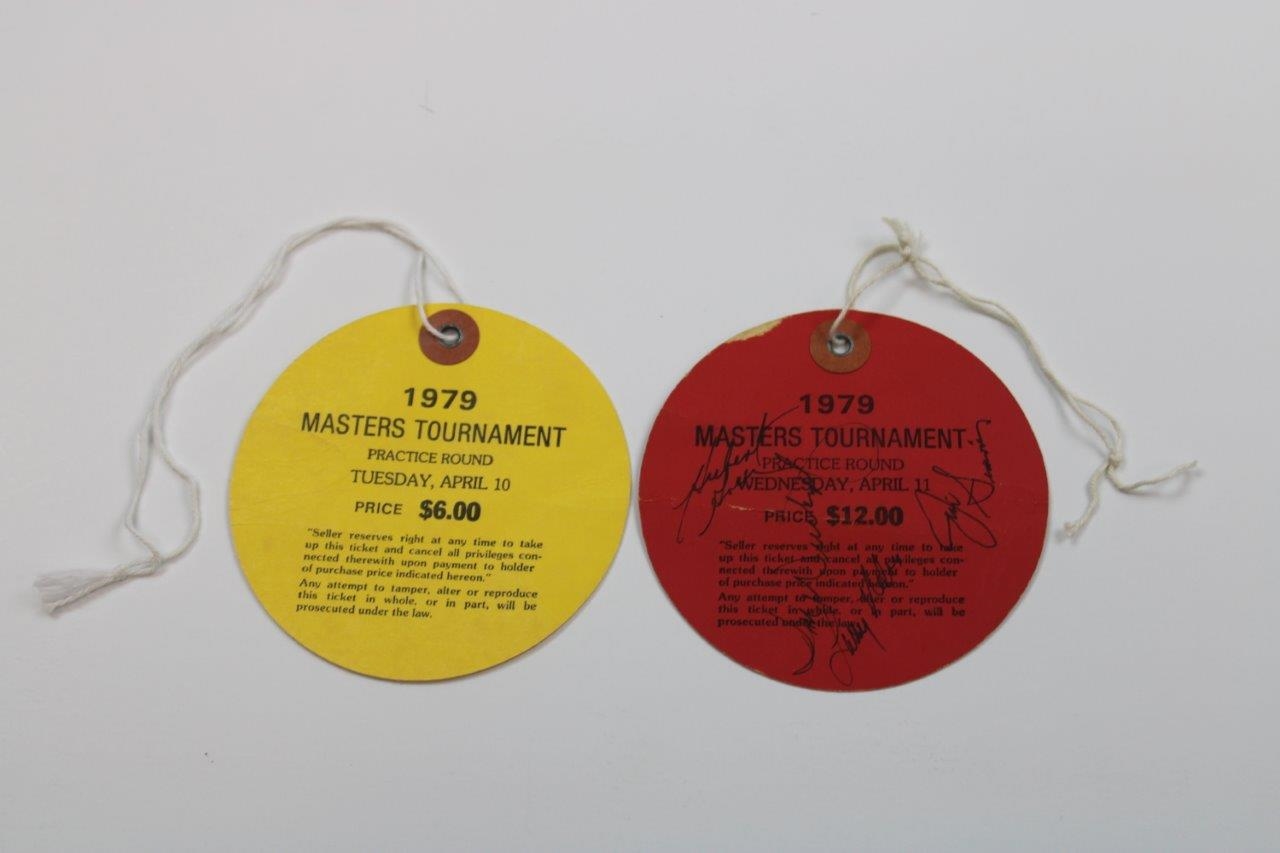 1979
MASTERS TOURNAMENT
PRACTICE ROUND
TUESDAY, APRIL 10
PRICE $6.00
"Seller reserves right at any time to take
up this ticket and cancel all privileges con-
nected therewith upon payment to holder
of purchase price indicated hereon."
Any attempt to tamper, alter or reproduce
this ticket in whole, or in part, will be
prosecuted under the law.
1979
MASTERS TOURNAMENT
PRACTICE ROUND
WEDNESDAY, APRIL 11
PRICE $12.00
"Seller reserves right at any time to take
up this ticket and cancel all privileges con-
nected therewith upon payment to holder
of purchase price indicated hereon."
Any attempt to tamper, alter or reproduce
this ticket in whole, or in part, will be
prosecuted under the law.
Hubert
Green